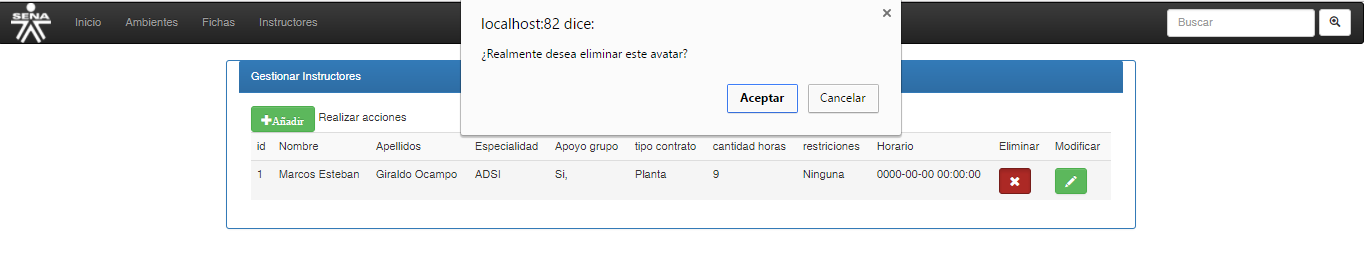 SENA
Inicio Ambientes Fichas Instructores
Buscar
localhost:82 dice:
¿Realmente desea eliminar este avatar?
Aceptar Cancelar
Gestionar Instructores
Añadir Realizar acciones
id Nombre Apellidos Especialidad Apoyo grupo tipo contrato cantidad horas restriciones Horario Eliminar Modificar
1 Marcos Esteban Giraldo Ocampo ADSI Si, Planta 9 Ninguna 0000-00-00 00:00:00